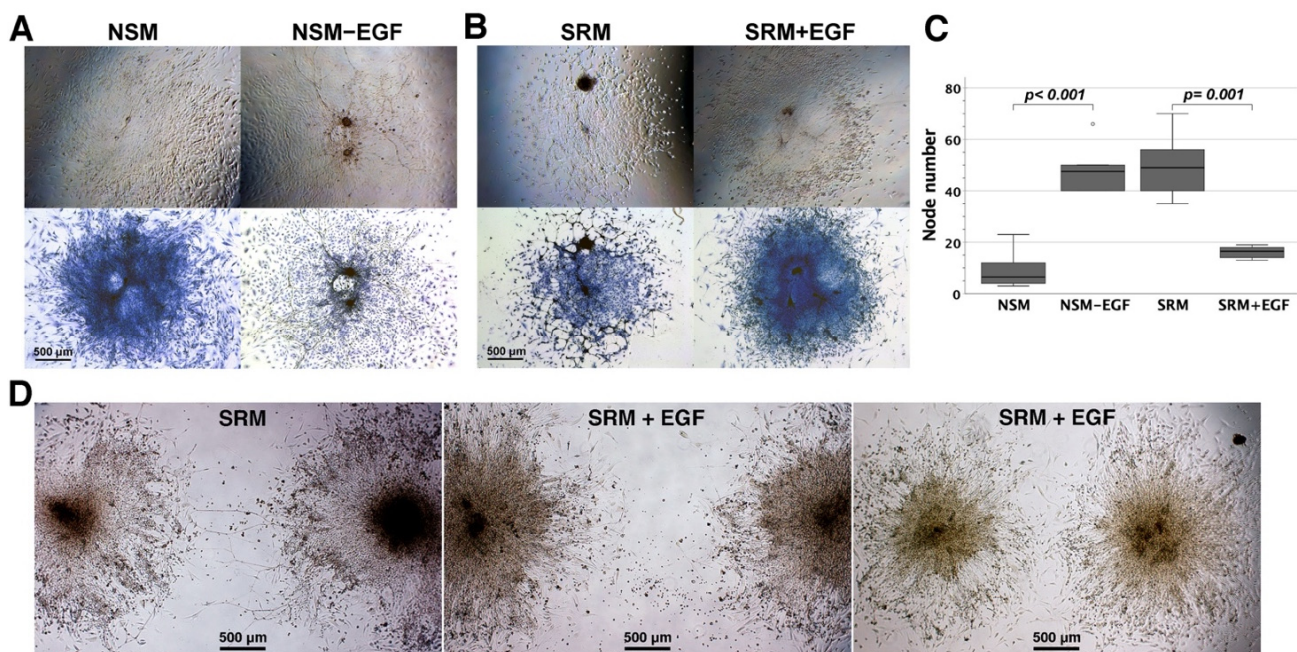 A
NSM
NSM−EGF
500 µm
B
SRM
SRM+EGF
500 µm
C
Node number
80
60
40
20
0
p< 0.001
p= 0.001
NSM
NSM−EGF
SRM
SRM+EGF
D
SRM
SRM + EGF
SRM + EGF
500 µm
500 µm
500 µm